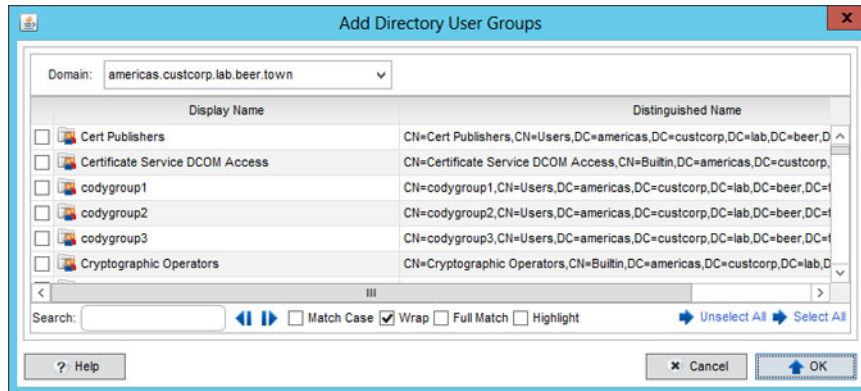 Add Directory User Groups
x
Domain: americas.custcorp.lab.beer.town
Display Name Distinguished Name
Cert Publishers CN=Cert Publishers,CN=Users,DC=americas,DC=custcorp,DC=lab,DC=beer,D
Certificate Service DCOM Access CN=Certificate Service DCOM Access,CN=Builtin,DC=americas,DC=custcorp,
codygroup1 CN=codygroup1,CN=Users,DC=americas,DC=custcorp,DC=lab,DC=beer,DC=t
codygroup2 CN=codygroup2,CN=Users,DC=americas,DC=custcorp,DC=lab,DC=beer,DC=t
codygroup3 CN=codygroup3,CN=Users,DC=americas,DC=custcorp,DC=lab,DC=beer,DC=t
Cryptographic Operators CN=Cryptographic Operators,CN=Builtin,DC=americas,DC=custcorp,DC=lab,D
Search: Match Case Wrap Full Match Highlight Unselect All Select All
? Help Cancel OK